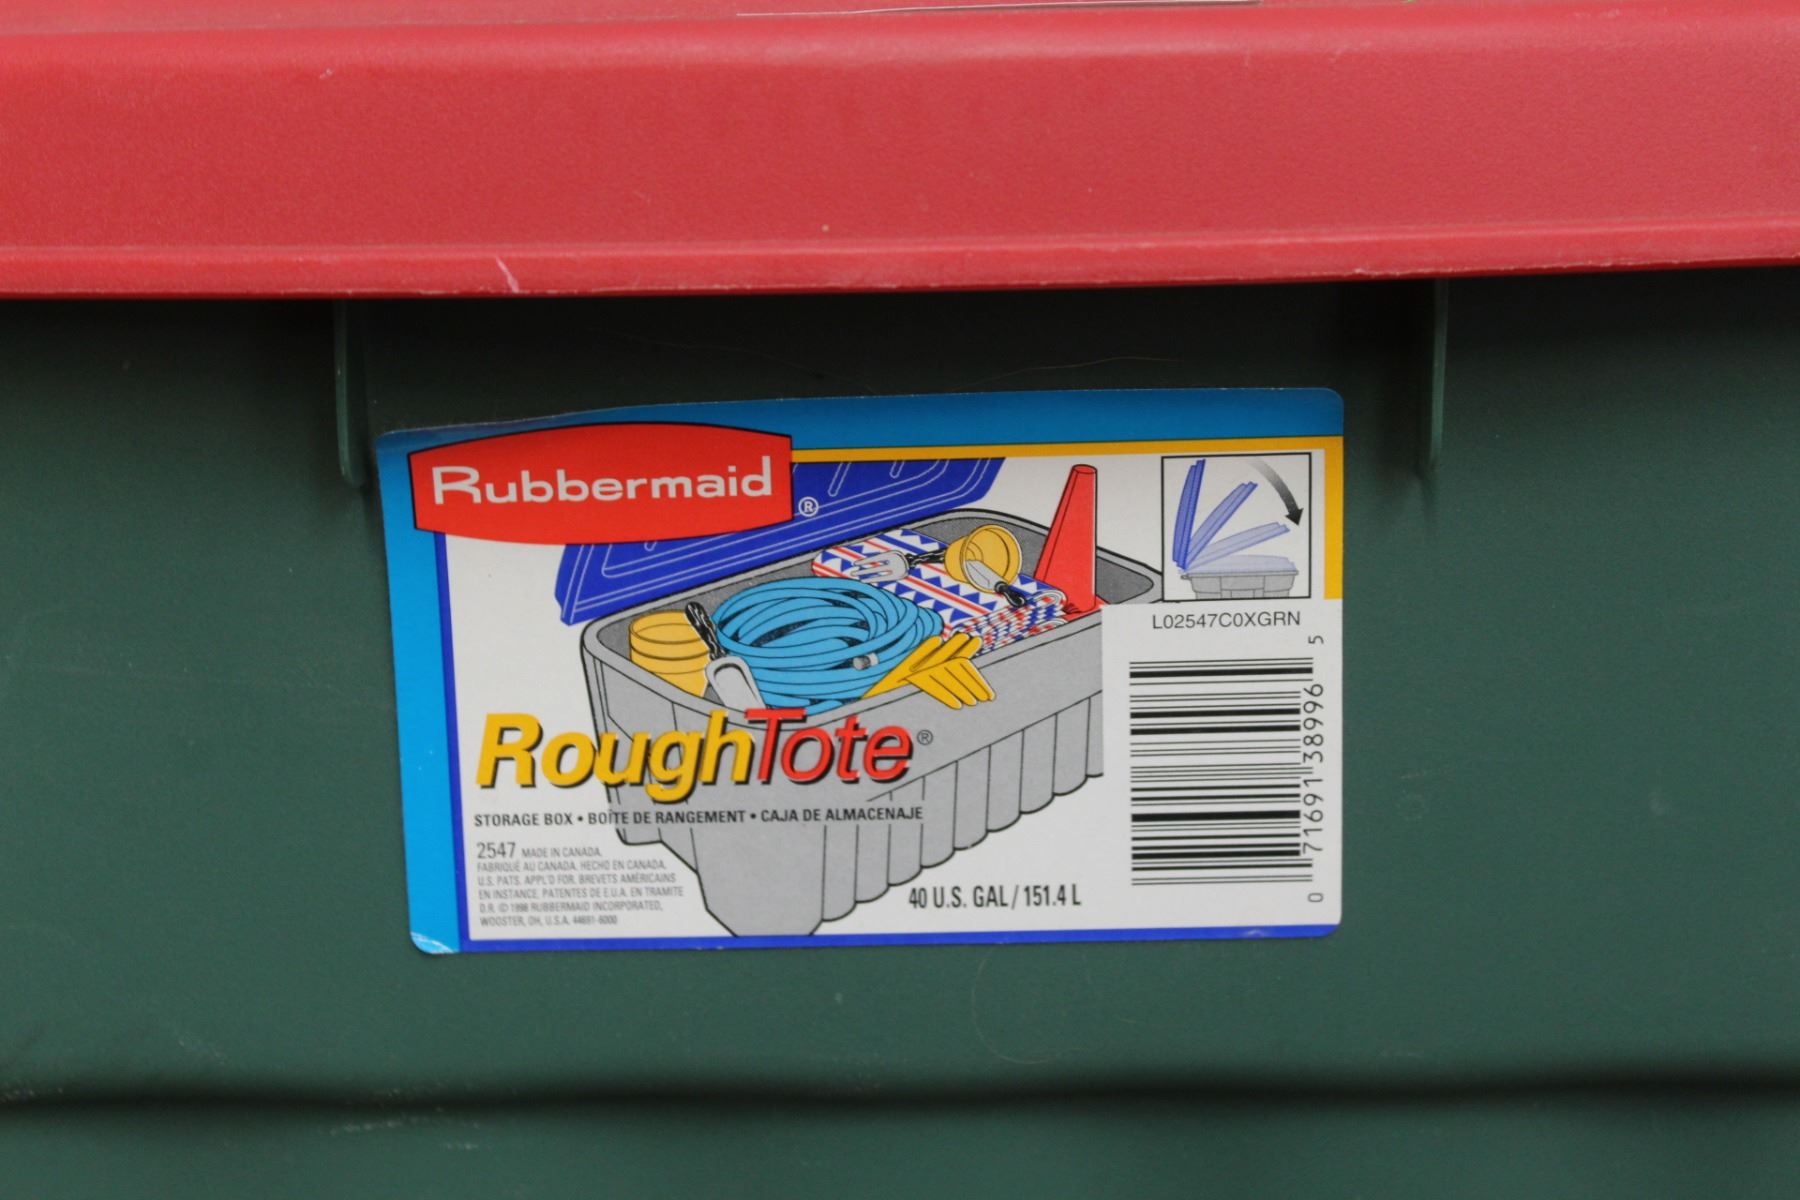 Rubbermaid®
L02547C0XGRN
RoughTote®
STORAGE BOX • BOÎTE DE RANGEMENT • CAJA DE ALMACENAJE
2547 MADE IN CANADA.
FABRIQUÉ AU CANADA. HECHO EN CANADA.
U.S. PATS. APPL'D FOR. BREVETS AMÉRICAINS
EN INSTANCE. PATENTES DE E.U.A. EN TRAMITE
D.R. © 1998 RUBBERMAID INCORPORATED,
WOOSTER, OH, U.S.A. 44691-6000
40 U.S. GAL / 151.4 L
0 71691 38996 5